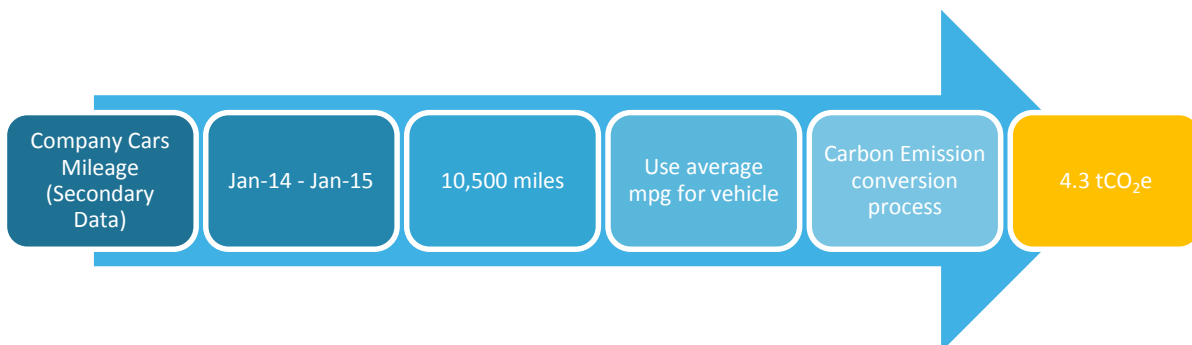 Company Cars
Mileage
(Secondary
Data)
Jan-14 - Jan-15
10,500 miles
Use average
mpg for vehicle
Carbon Emission
conversion
process
4.3 tCO₂e